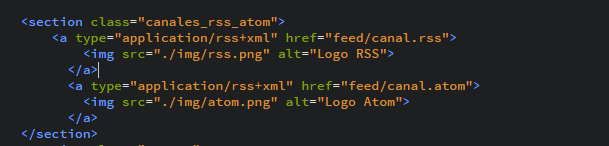 <section class="canales_rss_atom">
<a type="application/rss+xml" href="feed/canal.rss">
<img src="./img/rss.png" alt="Logo RSS">
</a>
<a type="application/rss+xml" href="feed/canal.atom">
<img src="./img/atom.png" alt="Logo Atom">
</a>
</section>